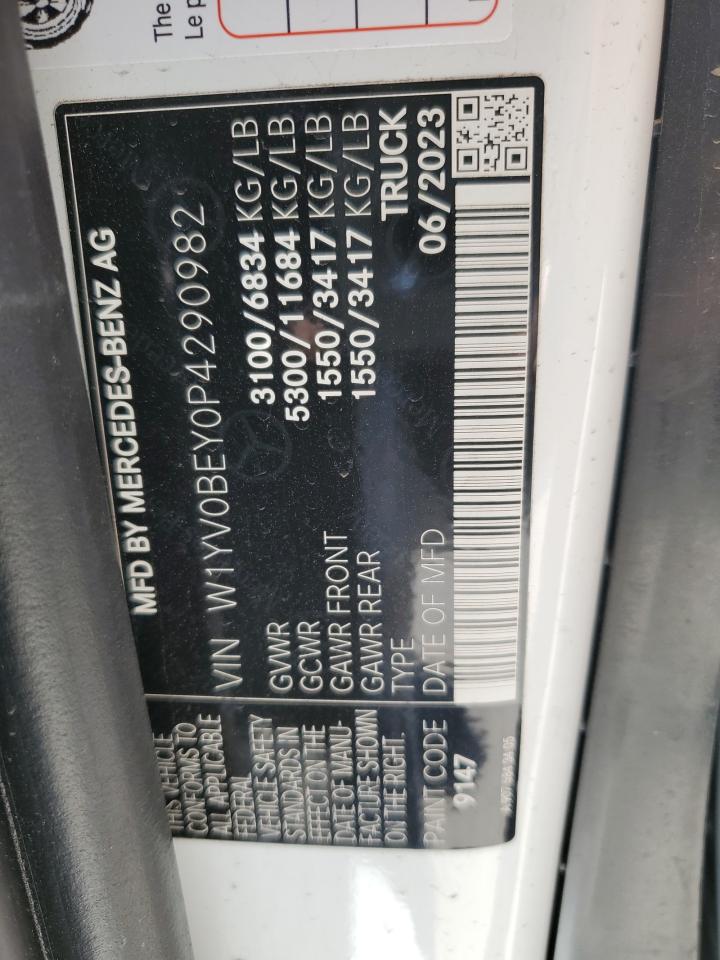 The
Le p
MFD BY MERCEDES-BENZ AG
VIN W1YV0BEY0P4290982
GVWR 3100/6834 KG/LB
GCWR 5300/11684 KG/LB
GAWR FRONT 1550/3417 KG/LB
GAWR REAR 1550/3417 KG/LB
TYPE TRUCK
DATE OF MFD 06/2023
THIS VEHICLE
CONFORMS TO
ALL APPLICABLE
FEDERAL
VEHICLE SAFETY
STANDARDS IN
EFFECT ON THE
DATE OF MANU-
FACTURE SHOWN
ON THE RIGHT.
PAINT CODE
9147